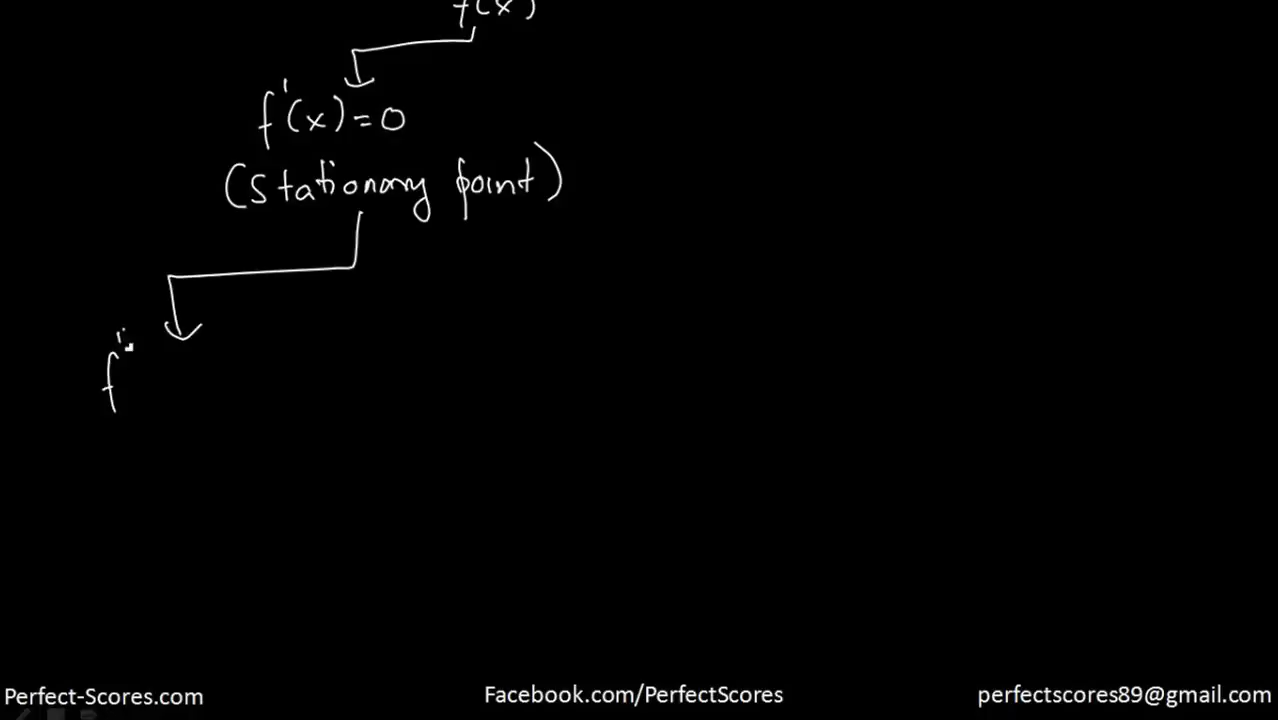 f(x)
f'(x)=0
(Stationary point)
f''
Perfect-Scores.com
Facebook.com/PerfectScores
perfectscores89@gmail.com